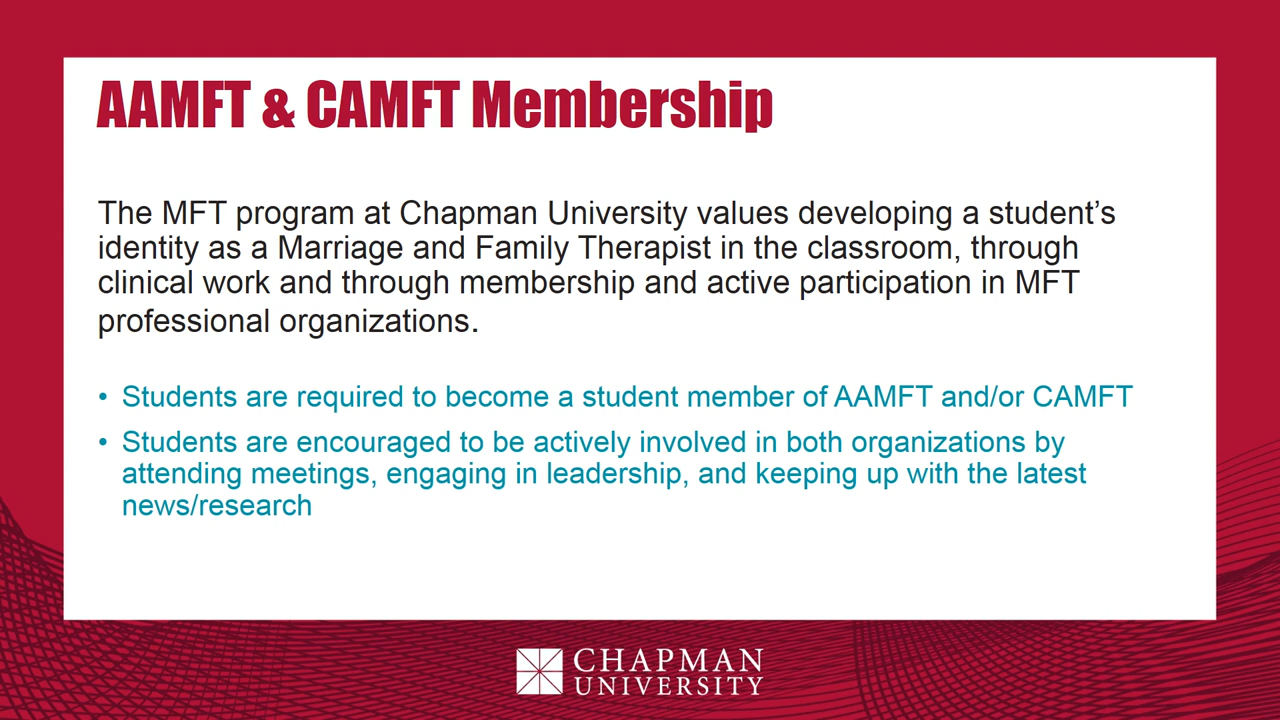 AAMFT & CAMFT Membership
The MFT program at Chapman University values developing a student’s
identity as a Marriage and Family Therapist in the classroom, through
clinical work and through membership and active participation in MFT
professional organizations.
• Students are required to become a student member of AAMFT and/or CAMFT
• Students are encouraged to be actively involved in both organizations by
attending meetings, engaging in leadership, and keeping up with the latest
news/research
CHAPMAN
UNIVERSITY